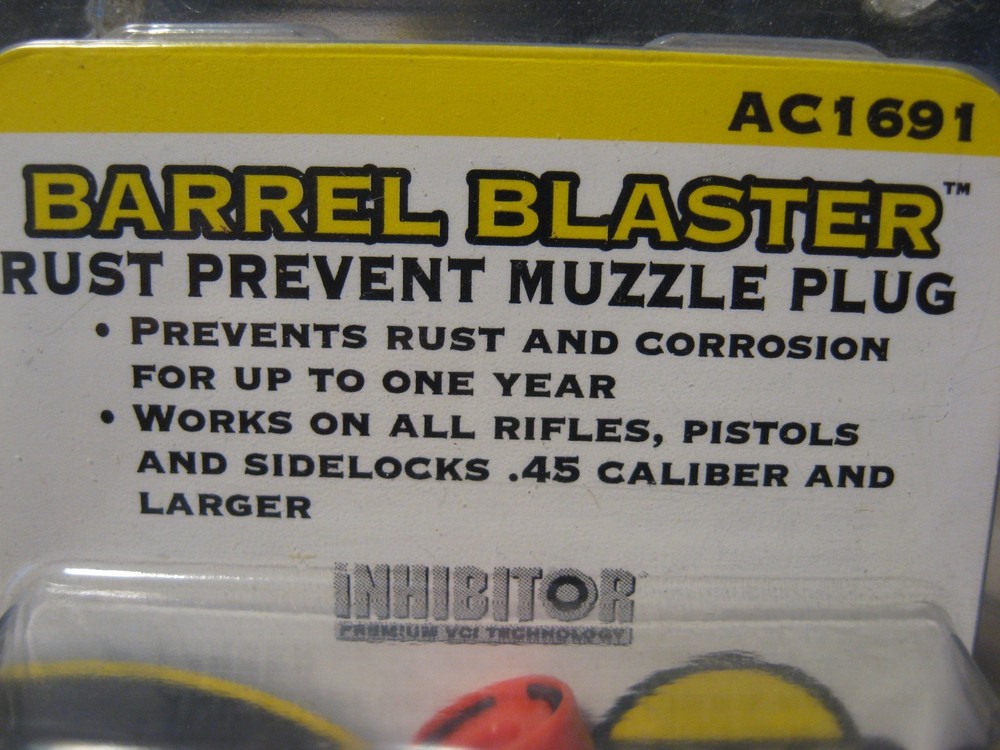 AC1691
BARREL BLASTER™
RUST PREVENT MUZZLE PLUG
• PREVENTS RUST AND CORROSION
FOR UP TO ONE YEAR
• WORKS ON ALL RIFLES, PISTOLS
AND SIDELOCKS .45 CALIBER AND
LARGER
iNHIBITOR
PREMIUM VCI TECHNOLOGY